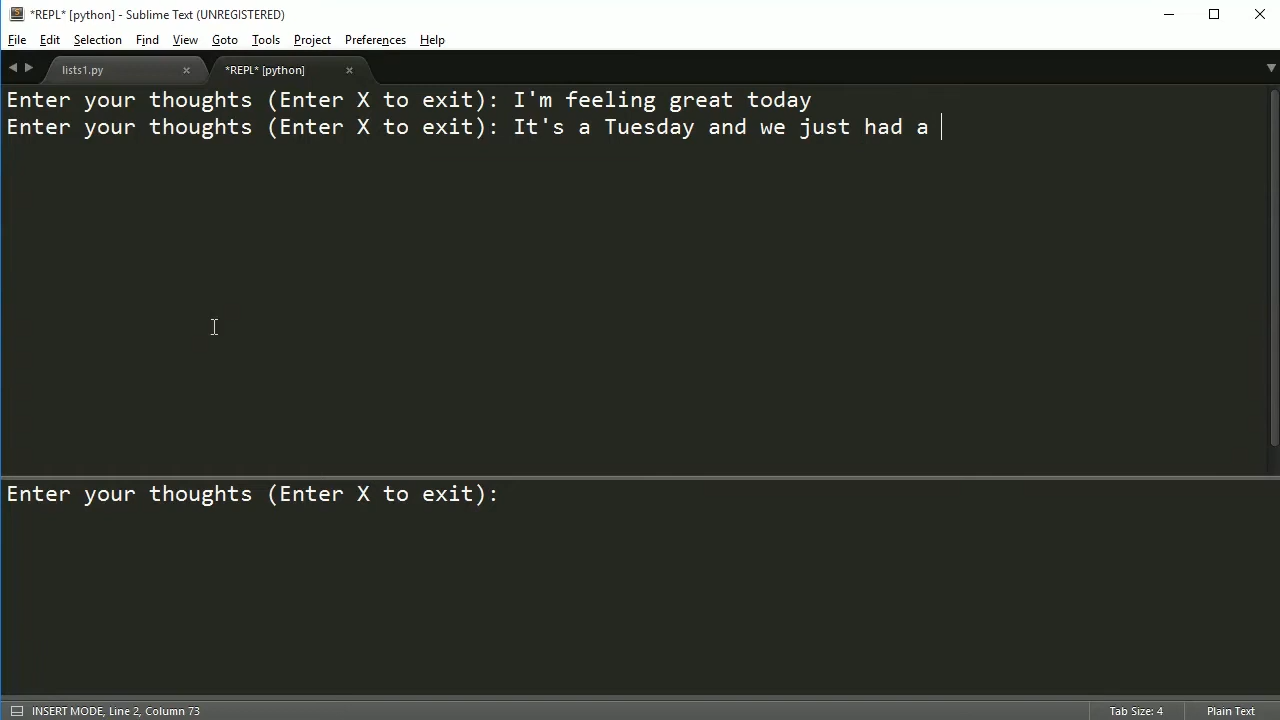 *REPL* [python] - Sublime Text (UNREGISTERED)
File Edit Selection Find View Goto Tools Project Preferences Help
lists1.py × *REPL* [python] ×
Enter your thoughts (Enter X to exit): I'm feeling great today
Enter your thoughts (Enter X to exit): It's a Tuesday and we just had a
Enter your thoughts (Enter X to exit):
INSERT MODE, Line 2, Column 73 Tab Size: 4 Plain Text